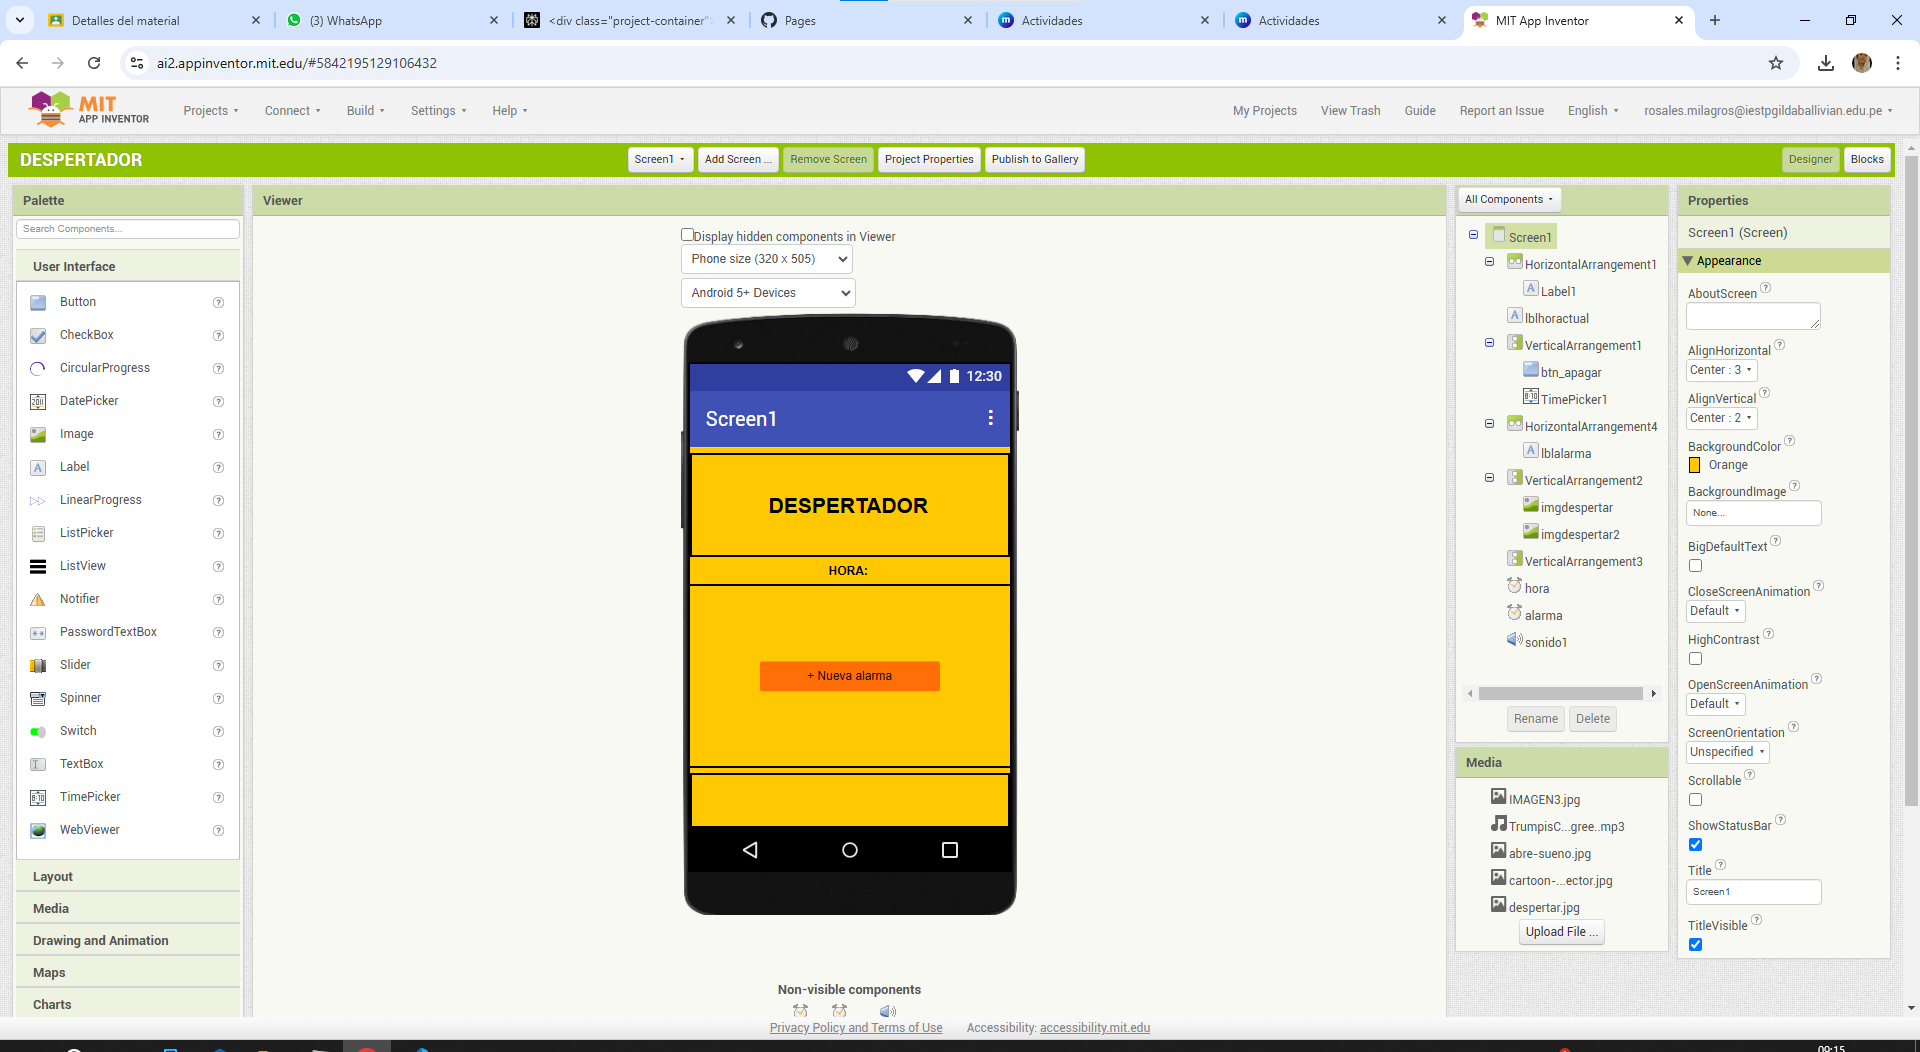 Detalles del material
(3) WhatsApp
<div class="project-container"
Pages
Actividades
Actividades
MIT App Inventor
ai2.appinventor.mit.edu/#5842195129106432
MIT
APP INVENTOR
Projects
Connect
Build
Settings
Help
My Projects
View Trash
Guide
Report an Issue
English
rosales.milagros@iestpgildaballivian.edu.pe
DESPERTADOR
Screen1
Add Screen ...
Remove Screen
Project Properties
Publish to Gallery
Designer
Blocks
Palette
Search Components...
User Interface
Button
CheckBox
CircularProgress
DatePicker
Image
Label
LinearProgress
ListPicker
ListView
Notifier
PasswordTextBox
Slider
Spinner
Switch
TextBox
TimePicker
WebViewer
Layout
Media
Drawing and Animation
Maps
Charts
Viewer
Display hidden components in Viewer
Phone size (320 x 505)
Android 5+ Devices
12:30
Screen1
DESPERTADOR
HORA:
+ Nueva alarma
Non-visible components
Privacy Policy and Terms of Use
Accessibility: accessibility.mit.edu
All Components
Screen1
HorizontalArrangement1
Label1
lblhoractual
VerticalArrangement1
btn_apagar
TimePicker1
HorizontalArrangement4
lblalarma
VerticalArrangement2
imgdespertar
imgdespertar2
VerticalArrangement3
hora
alarma
sonido1
Rename
Delete
Media
IMAGEN3.jpg
TrumpisC...gree..mp3
abre-sueno.jpg
cartoon-...ector.jpg
despertar.jpg
Upload File ...
Properties
Screen1 (Screen)
Appearance
AboutScreen
AlignHorizontal
Center : 3
AlignVertical
Center : 2
BackgroundColor
Orange
BackgroundImage
None...
BigDefaultText
CloseScreenAnimation
Default
HighContrast
OpenScreenAnimation
Default
ScreenOrientation
Unspecified
Scrollable
ShowStatusBar
Title
Screen1
TitleVisible
09:15